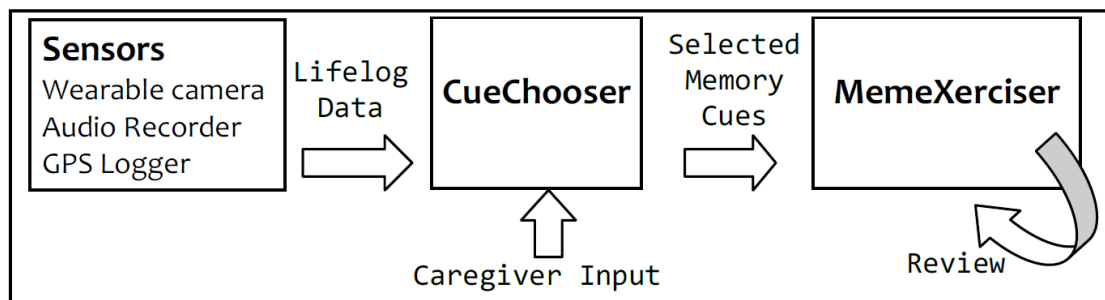 Sensors
Wearable camera
Audio Recorder
GPS Logger
Lifelog
Data
CueChooser
Caregiver Input
Selected
Memory
Cues
MemeXerciser
Review